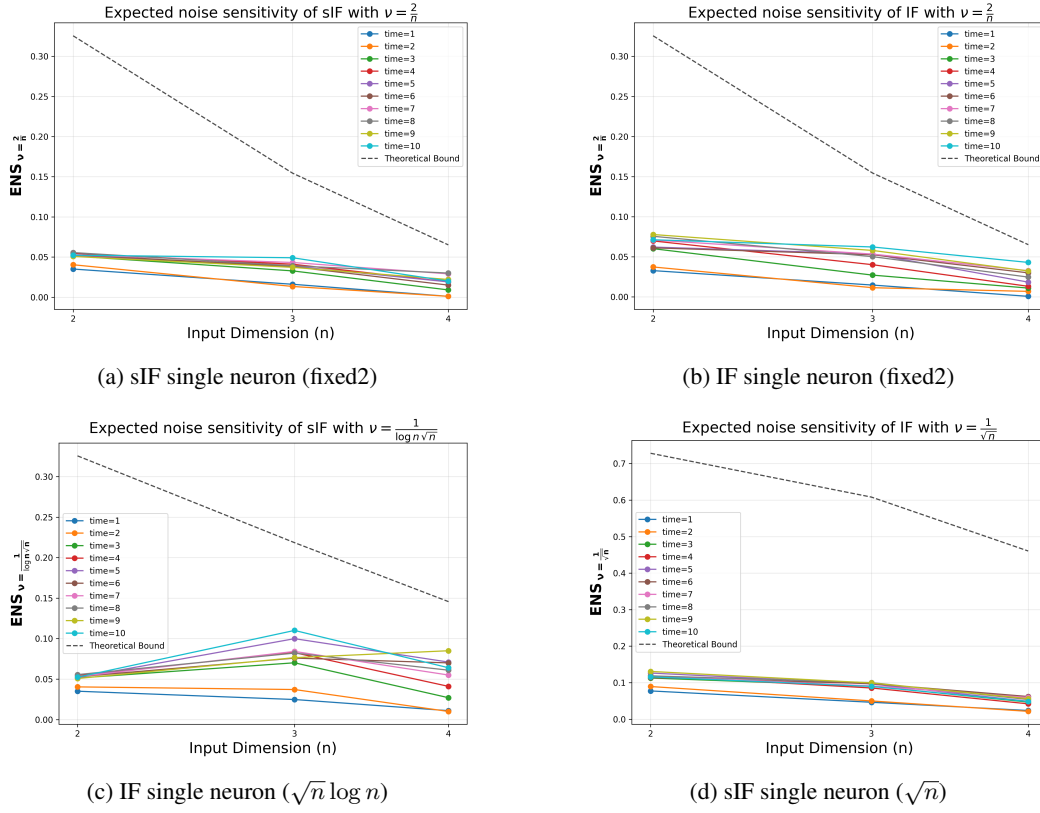 Expected noise sensitivity of sIF with ν = 2/n
0.30
0.25
0.20
0.15
0.10
0.05
0.00
ENS ν = 2/n
time=1
time=2
time=3
time=4
time=5
time=6
time=7
time=8
time=9
time=10
Theoretical Bound
2
3
4
Input Dimension (n)
(a) sIF single neuron (fixed2)
Expected noise sensitivity of IF with ν = 2/n
0.30
0.25
0.20
0.15
0.10
0.05
0.00
ENS ν = 2/n
time=1
time=2
time=3
time=4
time=5
time=6
time=7
time=8
time=9
time=10
Theoretical Bound
2
3
4
Input Dimension (n)
(b) IF single neuron (fixed2)
Expected noise sensitivity of sIF with ν = 1/(log n √n)
0.30
0.25
0.20
0.15
0.10
0.05
0.00
ENS ν = 1/(log n √n)
time=1
time=2
time=3
time=4
time=5
time=6
time=7
time=8
time=9
time=10
Theoretical Bound
2
3
4
Input Dimension (n)
(c) IF single neuron (√n log n)
Expected noise sensitivity of IF with ν = 1/√n
0.7
0.6
0.5
0.4
0.3
0.2
0.1
0.0
ENS ν = 1/√n
time=1
time=2
time=3
time=4
time=5
time=6
time=7
time=8
time=9
time=10
Theoretical Bound
2
3
4
Input Dimension (n)
(d) sIF single neuron (√n)